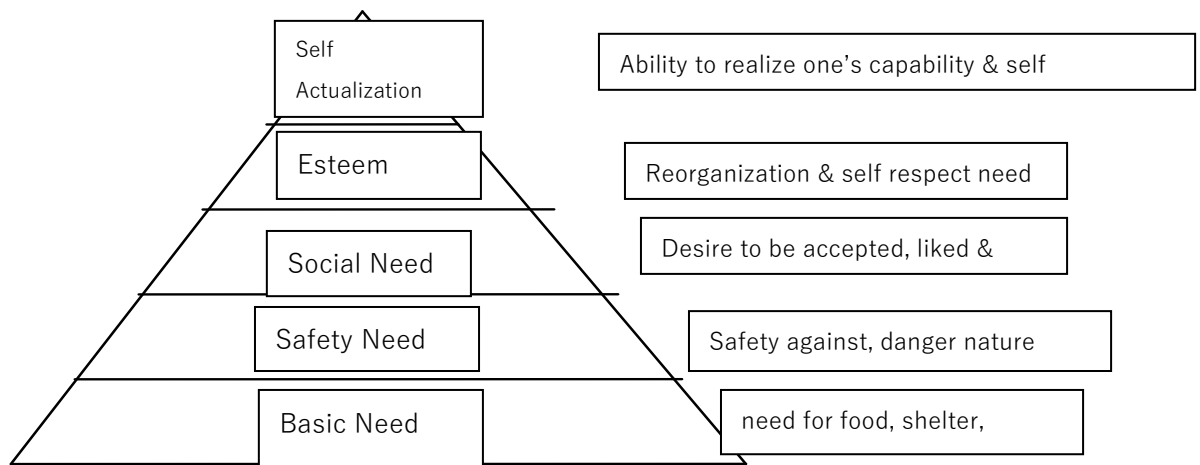 Self
Actualization
Ability to realize one's capability & self
Esteem
Reorganization & self respect need
Social Need
Desire to be accepted, liked &
Safety Need
Safety against, danger nature
Basic Need
need for food, shelter,